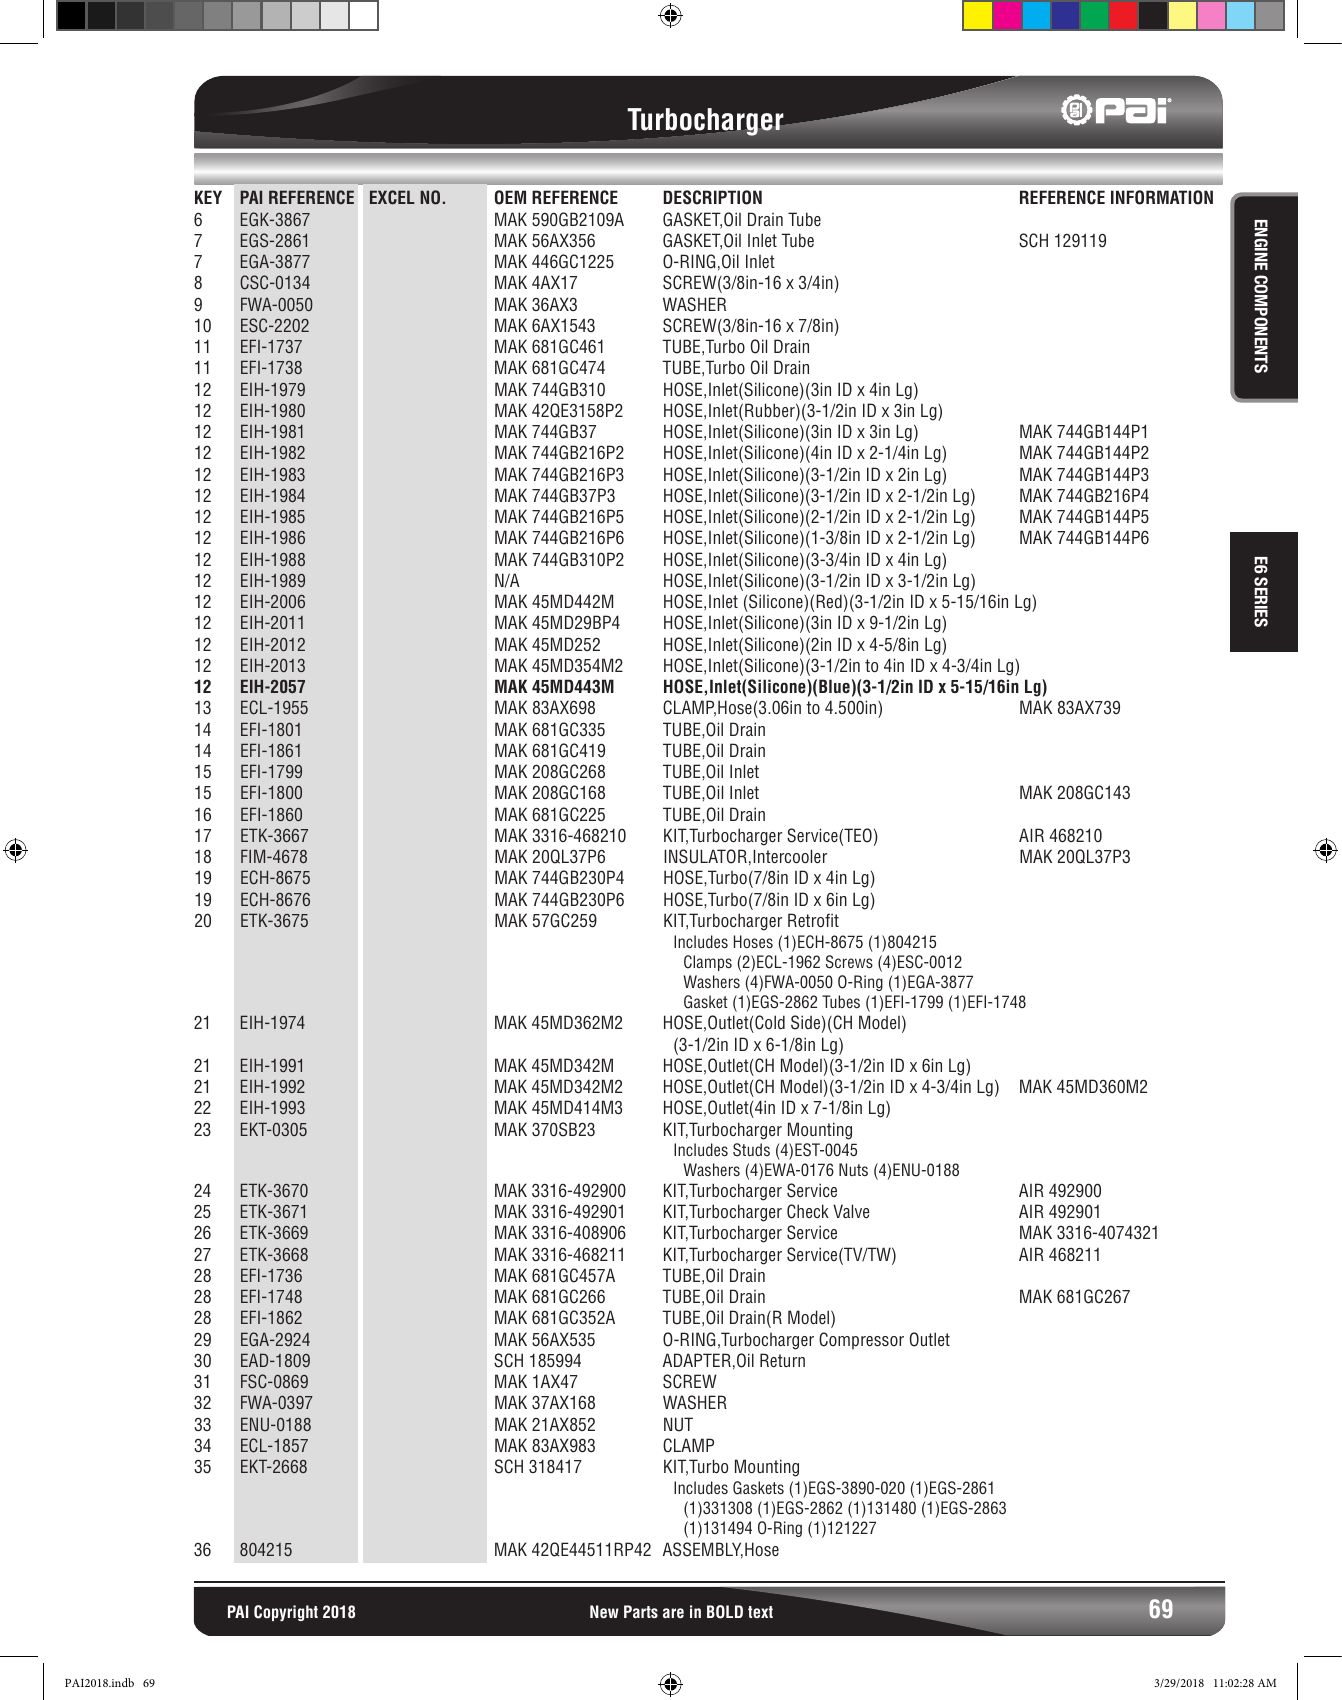 Turbocharger
pai
KEY PAI REFERENCE EXCEL NO. OEM REFERENCE DESCRIPTION REFERENCE INFORMATION
6 EGK-3867 MAK 590GB2109A GASKET,Oil Drain Tube
7 EGS-2861 MAK 56AX356 GASKET,Oil Inlet Tube SCH 129119
7 EGA-3877 MAK 446GC1225 O-RING,Oil Inlet
8 CSC-0134 MAK 4AX17 SCREW(3/8in-16 x 3/4in)
9 FWA-0050 MAK 36AX3 WASHER
10 ESC-2202 MAK 6AX1543 SCREW(3/8in-16 x 7/8in)
11 EFI-1737 MAK 681GC461 TUBE,Turbo Oil Drain
11 EFI-1738 MAK 681GC474 TUBE,Turbo Oil Drain
12 EIH-1979 MAK 744GB310 HOSE,Inlet(Silicone)(3in ID x 4in Lg)
12 EIH-1980 MAK 42QE3158P2 HOSE,Inlet(Rubber)(3-1/2in ID x 3in Lg)
12 EIH-1981 MAK 744GB37 HOSE,Inlet(Silicone)(3in ID x 3in Lg) MAK 744GB144P1
12 EIH-1982 MAK 744GB216P2 HOSE,Inlet(Silicone)(4in ID x 2-1/4in Lg) MAK 744GB144P2
12 EIH-1983 MAK 744GB216P3 HOSE,Inlet(Silicone)(3-1/2in ID x 2in Lg) MAK 744GB144P3
12 EIH-1984 MAK 744GB37P3 HOSE,Inlet(Silicone)(3-1/2in ID x 2-1/2in Lg) MAK 744GB216P4
12 EIH-1985 MAK 744GB216P5 HOSE,Inlet(Silicone)(2-1/2in ID x 2-1/2in Lg) MAK 744GB144P5
12 EIH-1986 MAK 744GB216P6 HOSE,Inlet(Silicone)(1-3/8in ID x 2-1/2in Lg) MAK 744GB144P6
12 EIH-1988 MAK 744GB310P2 HOSE,Inlet(Silicone)(3-3/4in ID x 4in Lg)
12 EIH-1989 N/A HOSE,Inlet(Silicone)(3-1/2in ID x 3-1/2in Lg)
12 EIH-2006 MAK 45MD442M HOSE,Inlet (Silicone)(Red)(3-1/2in ID x 5-15/16in Lg)
12 EIH-2011 MAK 45MD29BP4 HOSE,Inlet(Silicone)(3in ID x 9-1/2in Lg)
12 EIH-2012 MAK 45MD252 HOSE,Inlet(Silicone)(2in ID x 4-5/8in Lg)
12 EIH-2013 MAK 45MD354M2 HOSE,Inlet(Silicone)(3-1/2in to 4in ID x 4-3/4in Lg)
12 EIH-2057 MAK 45MD443M HOSE,Inlet(Silicone)(Blue)(3-1/2in ID x 5-15/16in Lg)
13 ECL-1955 MAK 83AX698 CLAMP,Hose(3.06in to 4.500in) MAK 83AX739
14 EFI-1801 MAK 681GC335 TUBE,Oil Drain
14 EFI-1861 MAK 681GC419 TUBE,Oil Drain
15 EFI-1799 MAK 208GC268 TUBE,Oil Inlet
15 EFI-1800 MAK 208GC168 TUBE,Oil Inlet MAK 208GC143
16 EFI-1860 MAK 681GC225 TUBE,Oil Drain
17 ETK-3667 MAK 3316-468210 KIT,Turbocharger Service(TEO) AIR 468210
18 FIM-4678 MAK 20QL37P6 INSULATOR,Intercooler MAK 20QL37P3
19 ECH-8675 MAK 744GB230P4 HOSE,Turbo(7/8in ID x 4in Lg)
19 ECH-8676 MAK 744GB230P6 HOSE,Turbo(7/8in ID x 6in Lg)
20 ETK-3675 MAK 57GC259 KIT,Turbocharger Retrofit
Includes Hoses (1)ECH-8675 (1)804215
Clamps (2)ECL-1962 Screws (4)ESC-0012
Washers (4)FWA-0050 O-Ring (1)EGA-3877
Gasket (1)EGS-2862 Tubes (1)EFI-1799 (1)EFI-1748
21 EIH-1974 MAK 45MD362M2 HOSE,Outlet(Cold Side)(CH Model)
(3-1/2in ID x 6-1/8in Lg)
21 EIH-1991 MAK 45MD342M HOSE,Outlet(CH Model)(3-1/2in ID x 6in Lg)
21 EIH-1992 MAK 45MD342M2 HOSE,Outlet(CH Model)(3-1/2in ID x 4-3/4in Lg) MAK 45MD360M2
22 EIH-1993 MAK 45MD414M3 HOSE,Outlet(4in ID x 7-1/8in Lg)
23 EKT-0305 MAK 370SB23 KIT,Turbocharger Mounting
Includes Studs (4)EST-0045
Washers (4)EWA-0176 Nuts (4)ENU-0188
24 ETK-3670 MAK 3316-492900 KIT,Turbocharger Service AIR 492900
25 ETK-3671 MAK 3316-492901 KIT,Turbocharger Check Valve AIR 492901
26 ETK-3669 MAK 3316-408906 KIT,Turbocharger Service MAK 3316-4074321
27 ETK-3668 MAK 3316-468211 KIT,Turbocharger Service(TV/TW) AIR 468211
28 EFI-1736 MAK 681GC457A TUBE,Oil Drain
28 EFI-1748 MAK 681GC266 TUBE,Oil Drain MAK 681GC267
28 EFI-1862 MAK 681GC352A TUBE,Oil Drain(R Model)
29 EGA-2924 MAK 56AX535 O-RING,Turbocharger Compressor Outlet
30 EAD-1809 SCH 185994 ADAPTER,Oil Return
31 FSC-0869 MAK 1AX47 SCREW
32 FWA-0397 MAK 37AX168 WASHER
33 ENU-0188 MAK 21AX852 NUT
34 ECL-1857 MAK 83AX983 CLAMP
35 EKT-2668 SCH 318417 KIT,Turbo Mounting
Includes Gaskets (1)EGS-3890-020 (1)EGS-2861
(1)331308 (1)EGS-2862 (1)131480 (1)EGS-2863
(1)131494 O-Ring (1)121227
36 804215 MAK 42QE44511RP42 ASSEMBLY,Hose
ENGINE COMPONENTS
E6 SERIES
PAI Copyright 2018 New Parts are in BOLD text 69
PAI2018.indb 69 3/29/2018 11:02:28 AM